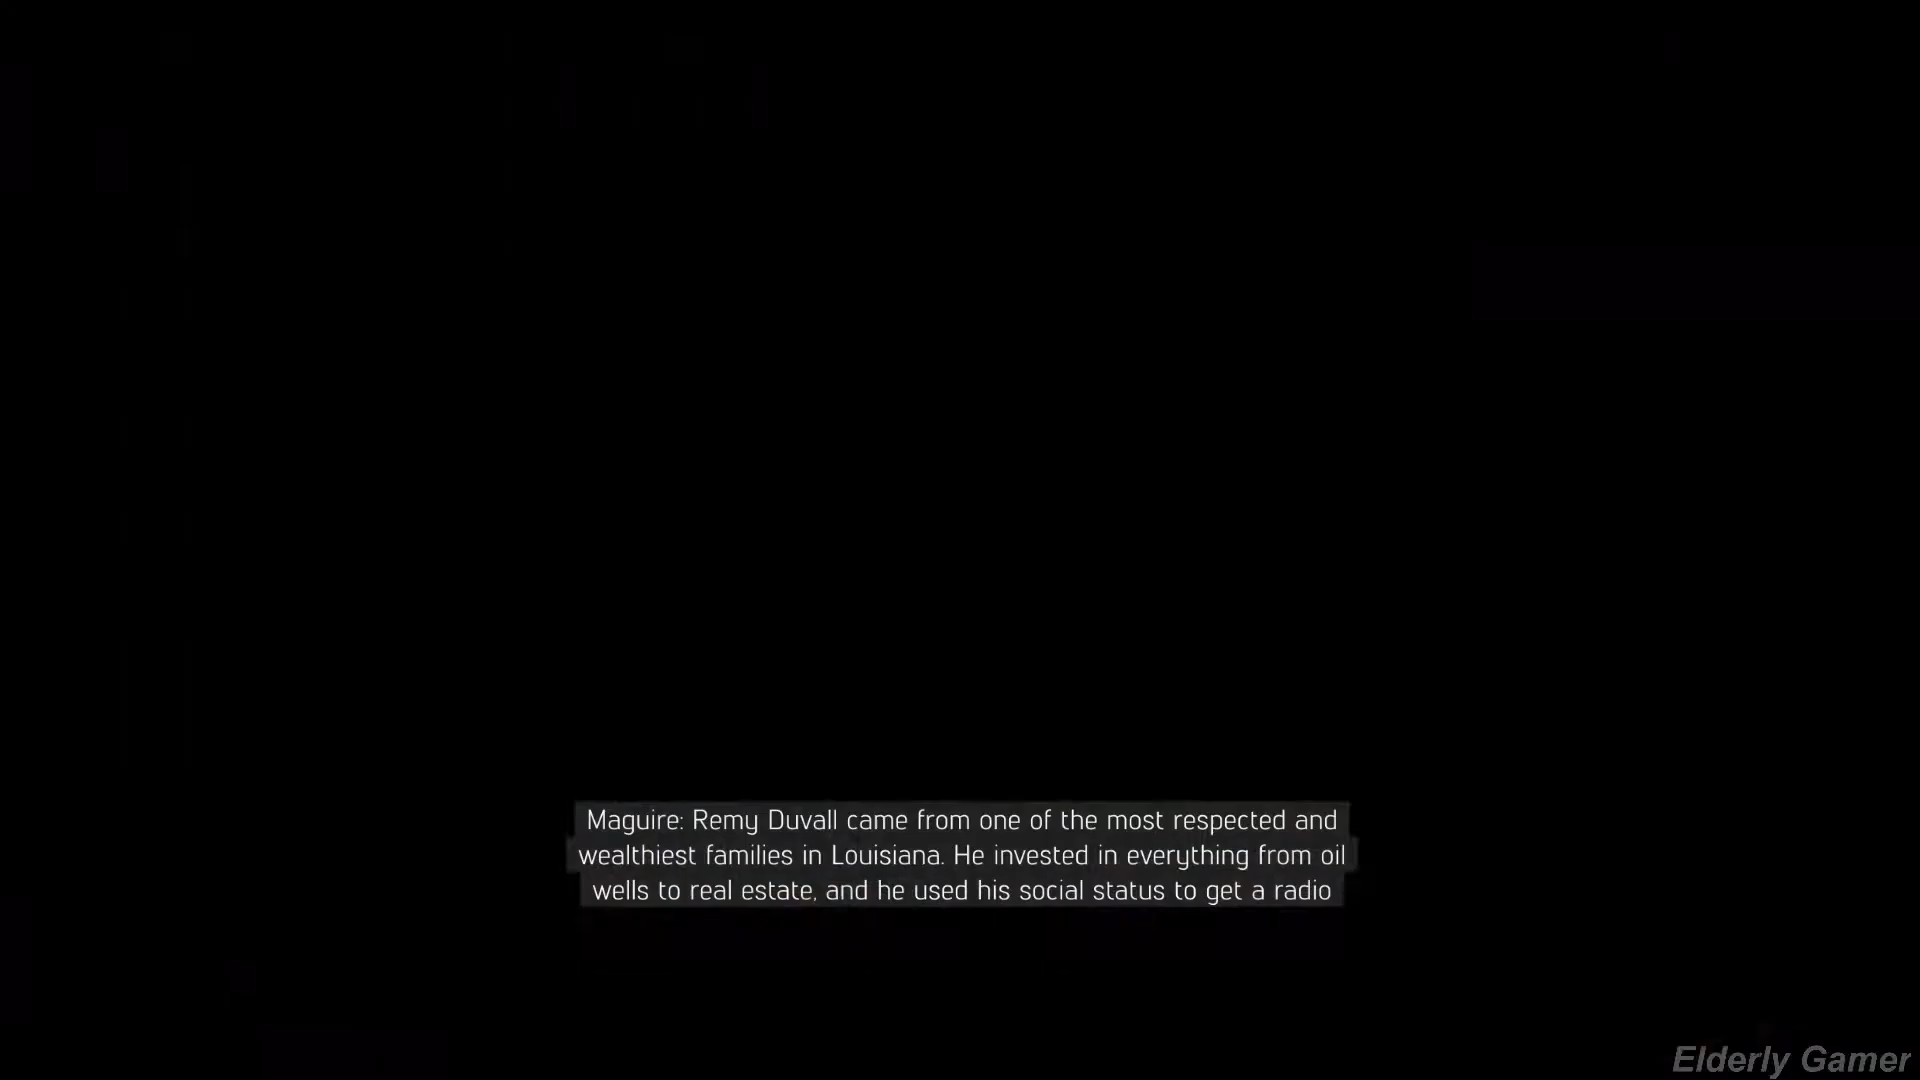 Maguire: Remy Duvall came from one of the most respected and
wealthiest families in Louisiana. He invested in everything from oil
wells to real estate, and he used his social status to get a radio
Elderly Gamer